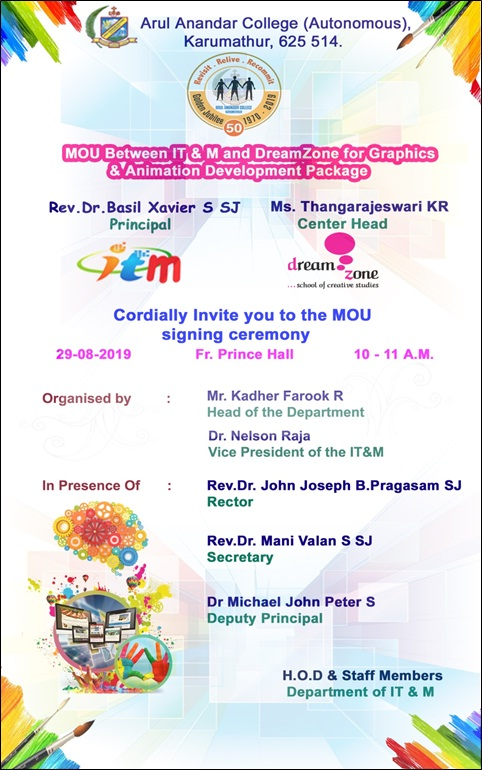 Arul Anandar College (Autonomous),
Karumathur, 625 514.
Revisit . Relive . Recommit
ARUL ANANDAR COLLEGE
Golden Jubilee 1970 - 2019
50
MOU Between IT & M and DreamZone for Graphics
& Animation Development Package
Rev.Dr.Basil Xavier S SJ
Principal
Ms. Thangarajeswari KR
Center Head
itm
dream zone
...school of creative studies
Cordially Invite you to the MOU
signing ceremony
29-08-2019 Fr. Prince Hall 10 - 11 A.M.
Organised by : Mr. Kadher Farook R
Head of the Department
Dr. Nelson Raja
Vice President of the IT&M
In Presence Of : Rev.Dr. John Joseph B.Pragasam SJ
Rector
Rev.Dr. Mani Valan S SJ
Secretary
Dr Michael John Peter S
Deputy Principal
H.O.D & Staff Members
Department of IT & M